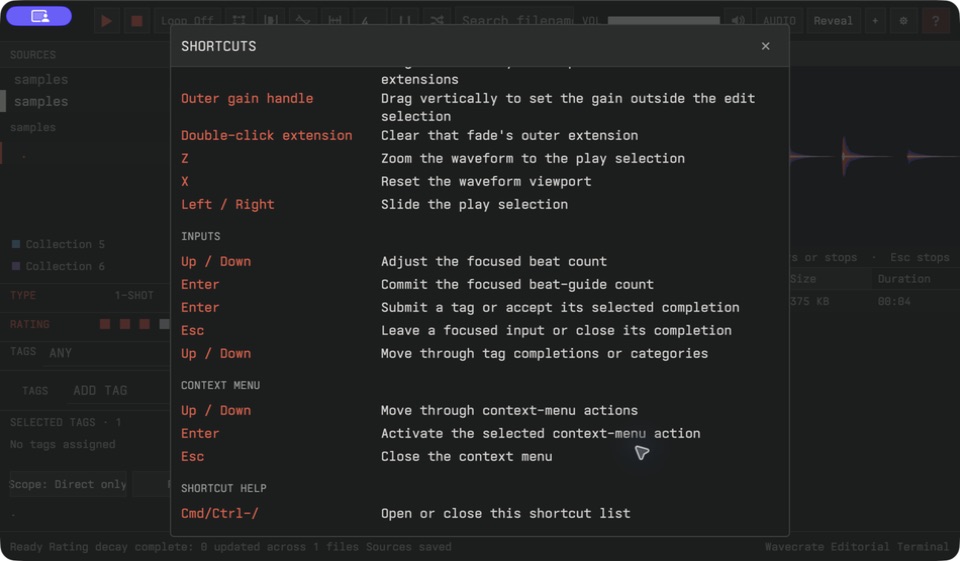 Loop Off
4
Search filename
VOL
AUDIO
Reveal
+
?
SOURCES
samples
samples
samples
.
Collection 5
Collection 6
TYPE 1-SHOT
RATING
TAGS ANY
TAGS ADD TAG
SELECTED TAGS · 1
No tags assigned
Scope: Direct only
.
SHORTCUTS
×
extensions
Outer gain handle Drag vertically to set the gain outside the edit
selection
Double-click extension Clear that fade's outer extension
Z Zoom the waveform to the play selection
X Reset the waveform viewport
Left / Right Slide the play selection
INPUTS
Up / Down Adjust the focused beat count
Enter Commit the focused beat-guide count
Enter Submit a tag or accept its selected completion
Esc Leave a focused input or close its completion
Up / Down Move through tag completions or categories
CONTEXT MENU
Up / Down Move through context-menu actions
Enter Activate the selected context-menu action
Esc Close the context menu
SHORTCUT HELP
Cmd/Ctrl-/ Open or close this shortcut list
s or stops · Esc stops
Size Duration
375 KB 00:04
Ready Rating decay complete: 0 updated across 1 files Sources saved
Wavecrate Editorial Terminal